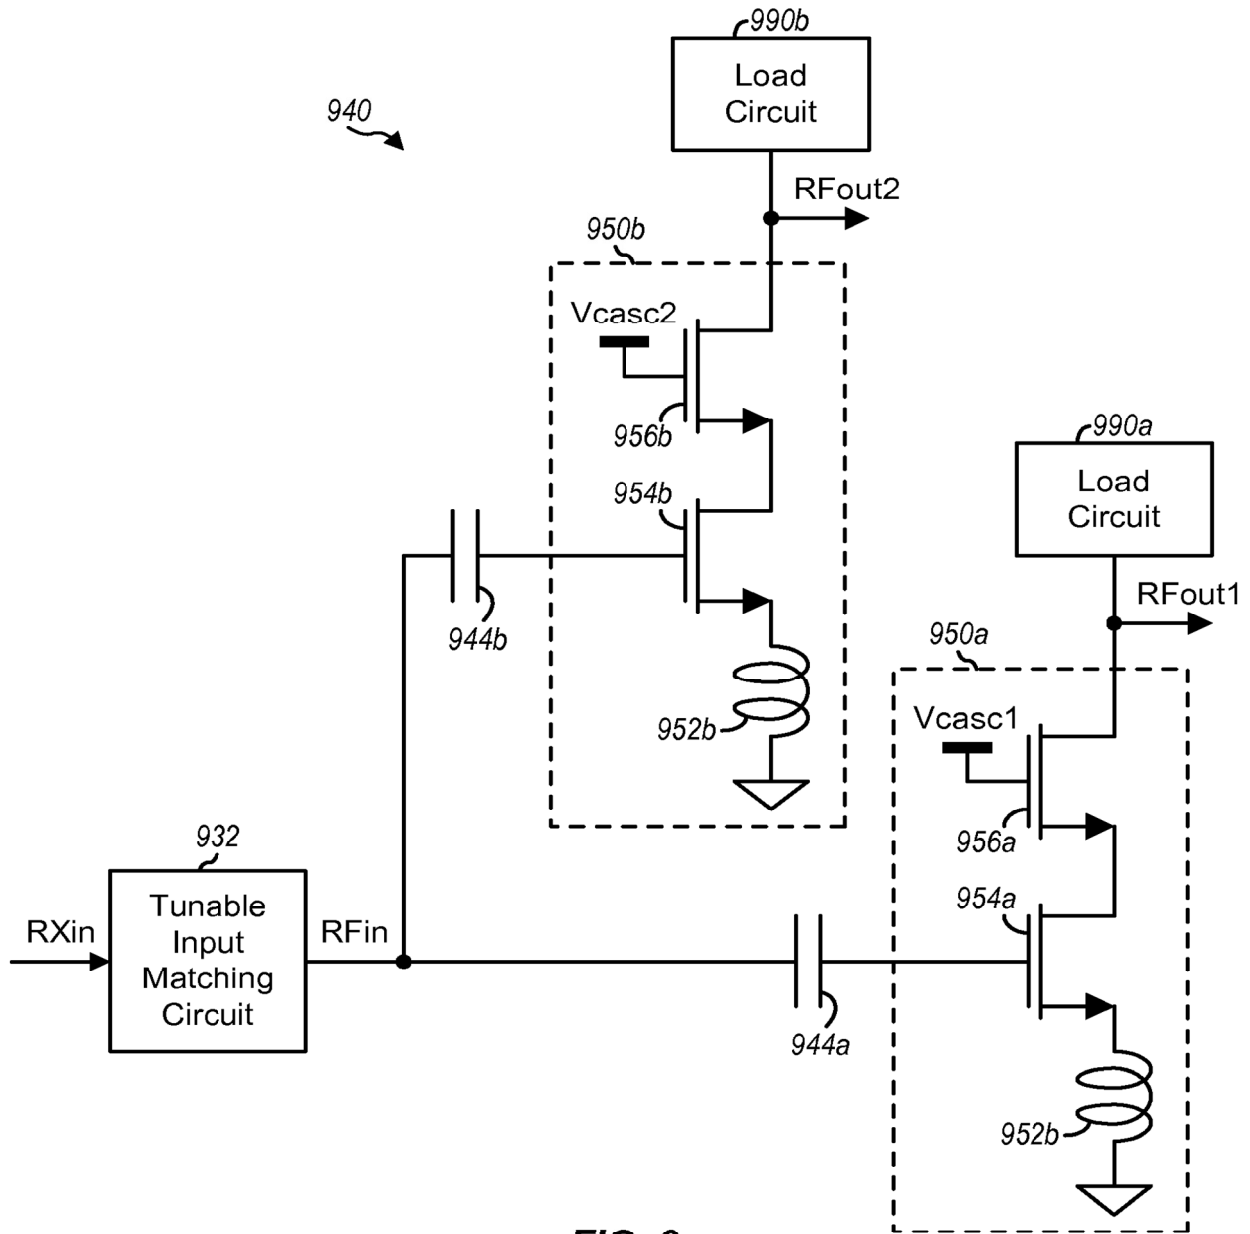 990b
Load
Circuit
940
RFout2
950b
Vcasc2
956b
990a
Load
Circuit
954b
RFout1
944b
950a
952b
Vcasc1
932
956a
Tunable
Input
Matching
Circuit
RXin
RFin
954a
944a
952b